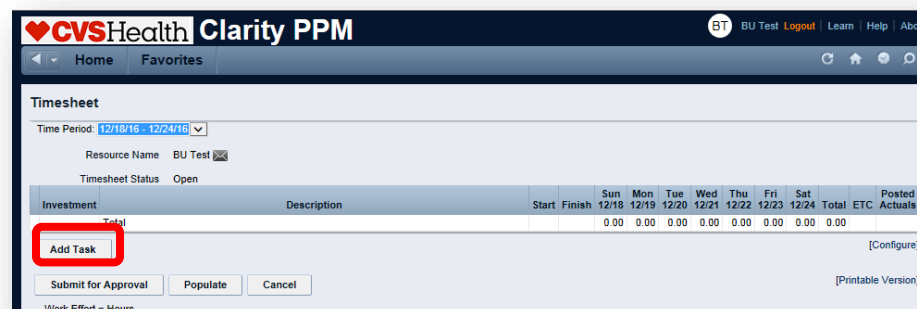 CVSHealth Clarity PPM
BT BU Test Logout | Learn | Help | Abo
Home Favorites
Timesheet
Time Period: 12/18/16 - 12/24/16
Resource Name BU Test
Timesheet Status Open
Investment Description Start Finish Sun 12/18 Mon 12/19 Tue 12/20 Wed 12/21 Thu 12/22 Fri 12/23 Sat 12/24 Total ETC Posted Actuals
Total 0.00 0.00 0.00 0.00 0.00 0.00 0.00 0.00
Add Task [Configure]
Submit for Approval Populate Cancel [Printable Version]
Work Effort = Hours